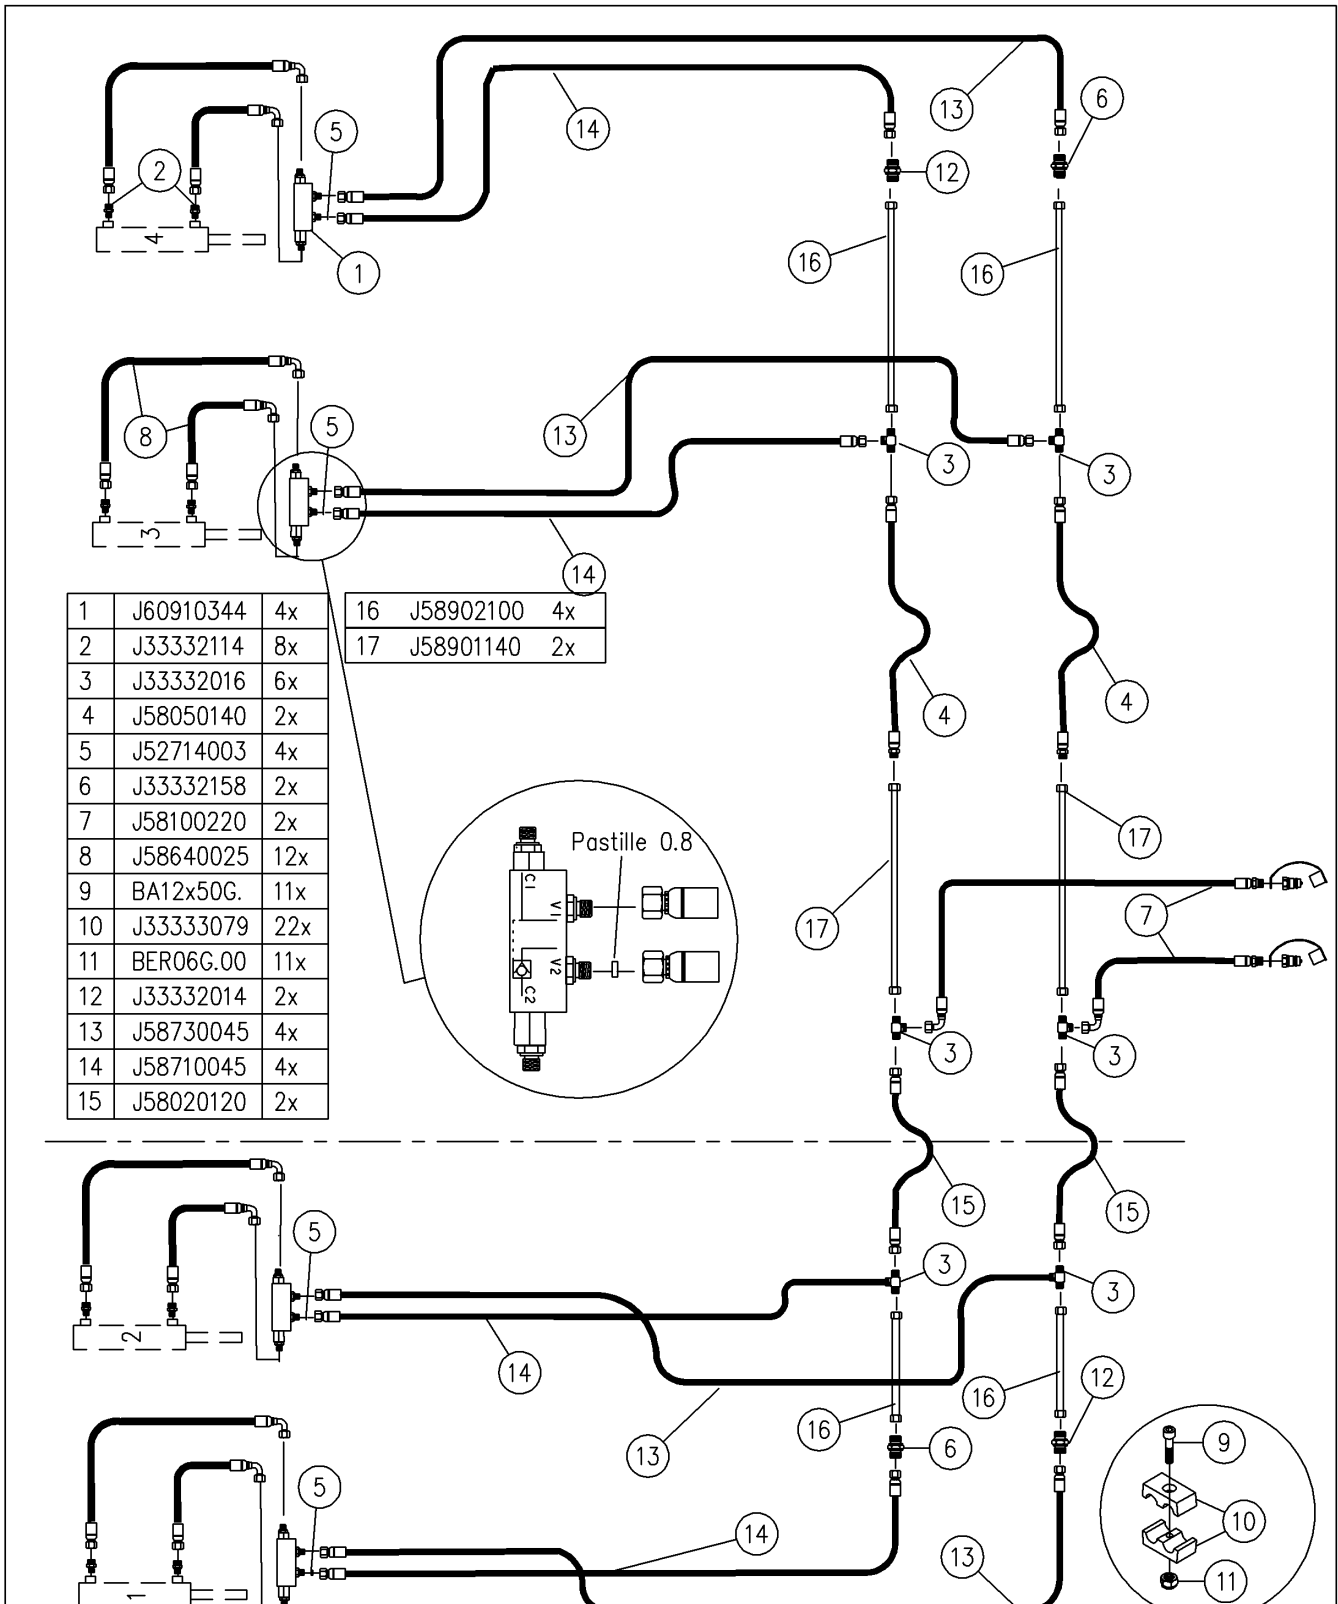 13
6
14
5
12
2
4
16
16
1
5
13
8
3
3
3
14
1 J60910344 4x
2 J33332114 8x
3 J33332016 6x
4 J58050140 2x
5 J52714003 4x
6 J33332158 2x
7 J58100220 2x
8 J58640025 12x
9 BA12x50G. 11x
10 J33333079 22x
11 BER06G.00 11x
12 J33332014 2x
13 J58730045 4x
14 J58710045 4x
15 J58020120 2x
16 J58902100 4x
17 J58901140 2x
4
4
17
Pastille 0.8
C1
V1
V2
C2
17
7
3
3
15
15
5
3
3
2
14
16
12
16
13
6
9
5
10
14
13
11
1